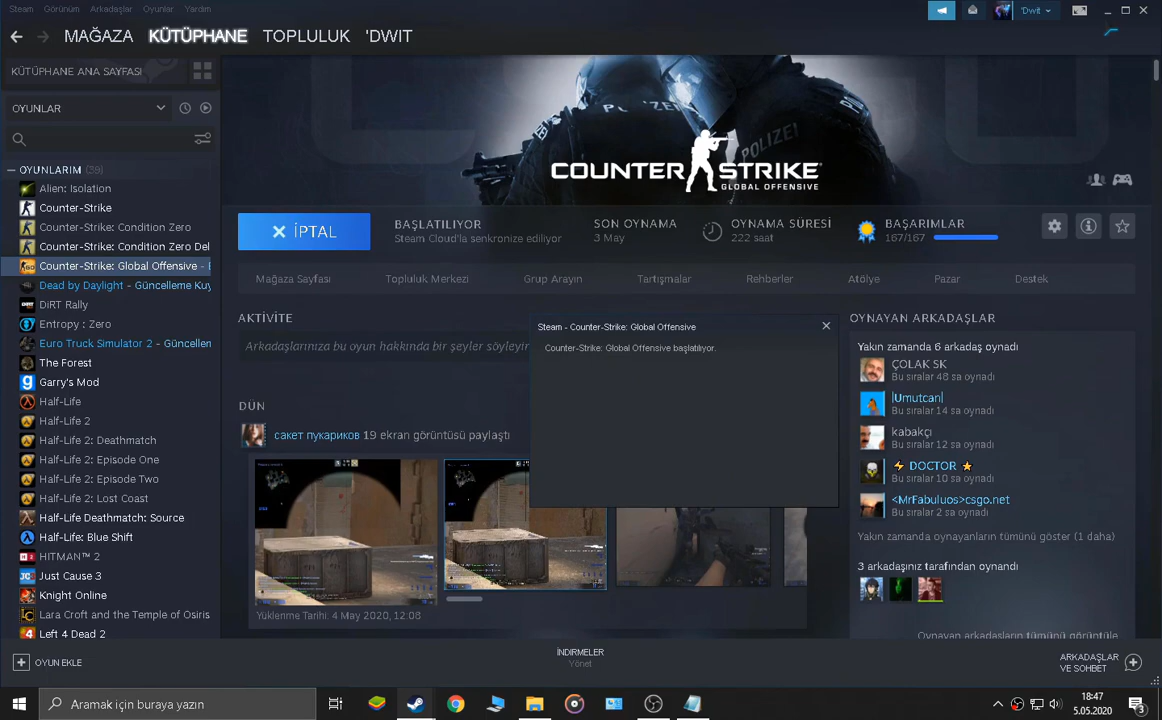 Steam Görünüm Arkadaşlar Oyunlar Yardım
'Dwit
MAĞAZA KÜTÜPHANE TOPLULUK 'DWIT
KÜTÜPHANE ANA SAYFASI
OYUNLAR
— OYUNLARIM (39)
Alien: Isolation
Counter-Strike
Counter-Strike: Condition Zero
Counter-Strike: Condition Zero Del
Counter-Strike: Global Offensive -
Dead by Daylight - Güncelleme Kuy
DiRT Rally
Entropy : Zero
Euro Truck Simulator 2 - Güncellen
The Forest
Garry's Mod
Half-Life
Half-Life 2
Half-Life 2: Deathmatch
Half-Life 2: Episode One
Half-Life 2: Episode Two
Half-Life 2: Lost Coast
Half-Life Deathmatch: Source
Half-Life: Blue Shift
HITMAN™ 2
Just Cause 3
Knight Online
Lara Croft and the Temple of Osiris
Left 4 Dead 2
OYUN EKLE
POLIZEI
POLIZEI
COUNTER STRIKE
GLOBAL OFFENSIVE
İPTAL
BAŞLATILIYOR
Steam Cloud'la senkronize ediliyor
SON OYNAMA
3 May
OYNAMA SÜRESİ
222 saat
BAŞARIMLAR
167/167
Mağaza Sayfası Topluluk Merkezi Grup Arayın Tartışmalar Rehberler Atölye Pazar Destek
AKTİVİTE
Arkadaşlarınıza bu oyun hakkında bir şeyler söyleyin
DÜN
сакет пукариков 19 ekran görüntüsü paylaştı
Yüklenme Tarihi: 4 May 2020, 12:08
Steam - Counter-Strike: Global Offensive
Counter-Strike: Global Offensive başlatılıyor.
OYNAYAN ARKADAŞLAR
Yakın zamanda 6 arkadaş oynadı
ÇOLAK SK
Bu sıralar 48 sa oynadı
|Umutcan|
Bu sıralar 14 sa oynadı
kabakçı
Bu sıralar 12 sa oynadı
⚡ DOCTOR ⭐
Bu sıralar 10 sa oynadı
<MrFabuluos>csgo.net
Bu sıralar 2 sa oynadı
Yakın zamanda oynayanların tümünü göster (1 daha)
3 arkadaşınız tarafından oynandı
Oynayan arkadaşların tümünü görüntüle
İNDİRMELER
Yönet
ARKADAŞLAR
VE SOHBET
Aramak için buraya yazın
18:47
5.05.2020
3